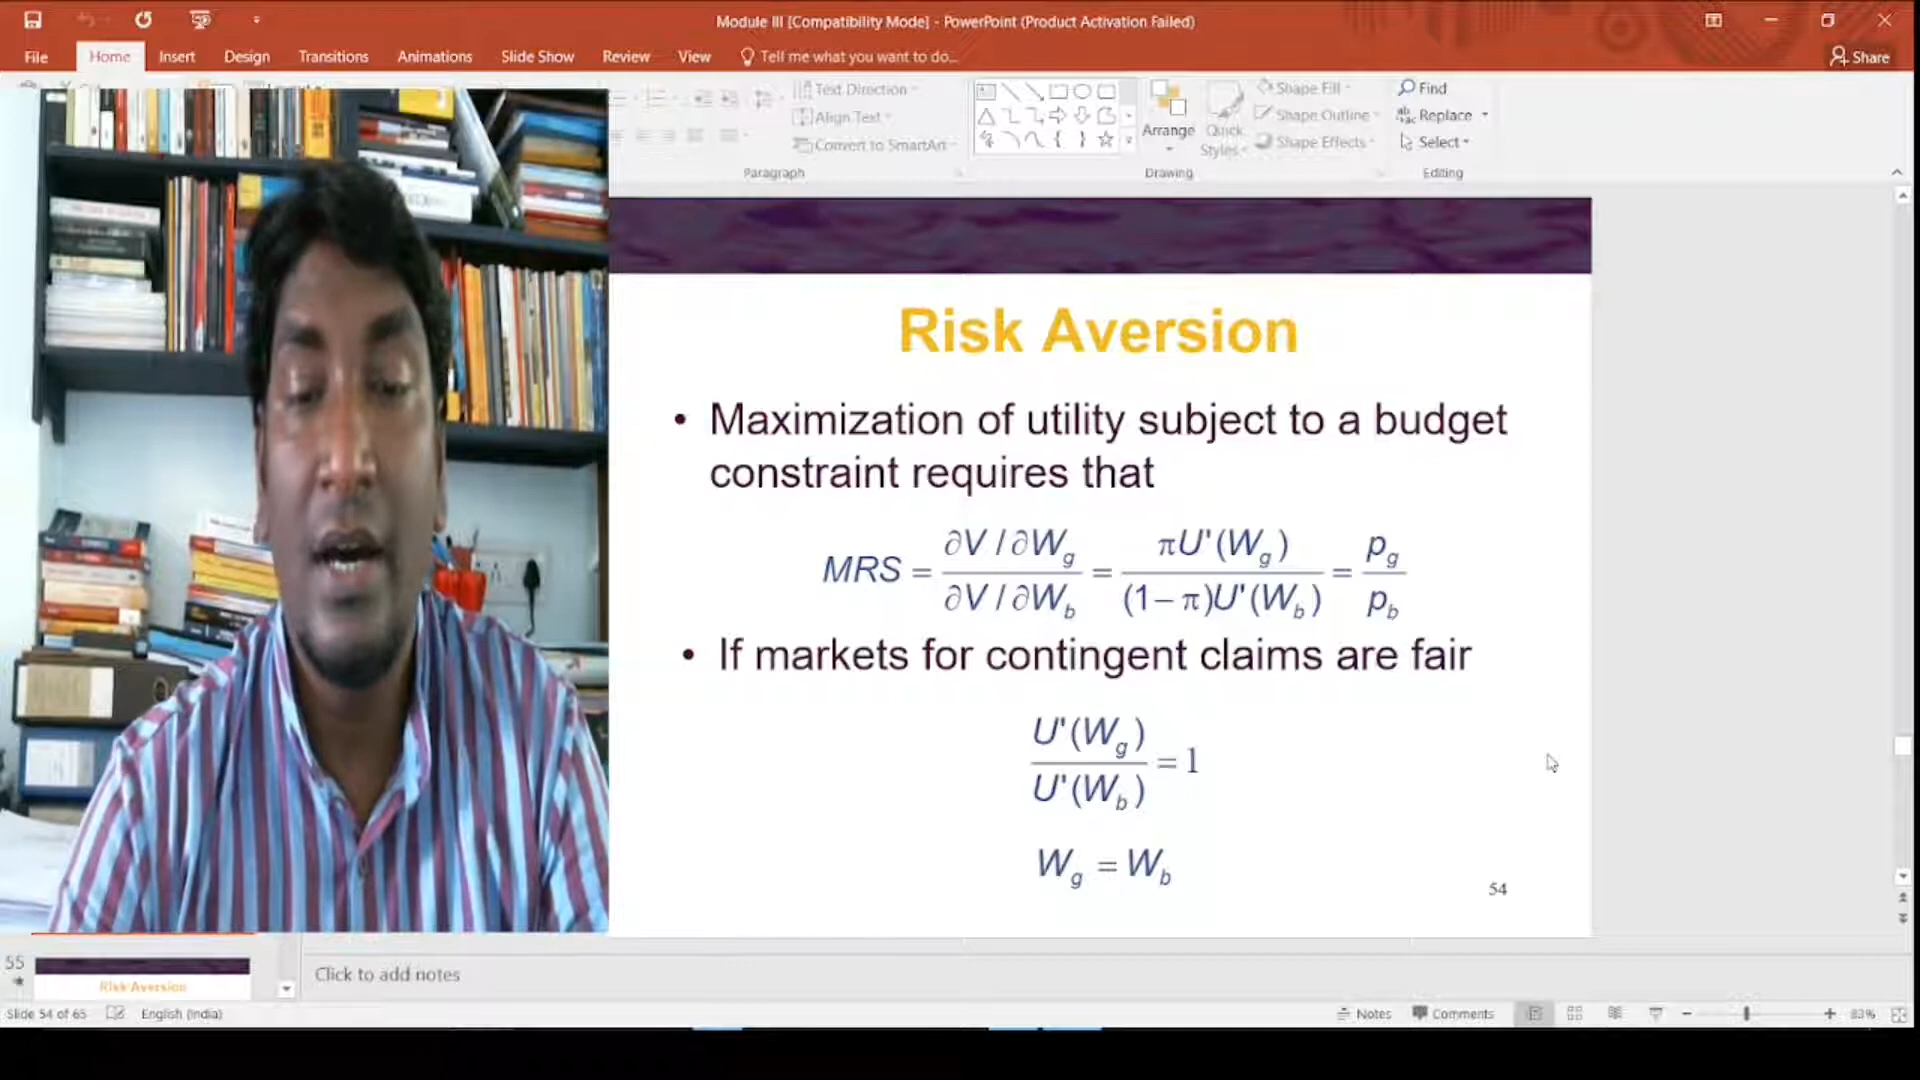 Module III [Compatibility Mode] - PowerPoint (Product Activation Failed)
File Home Insert Design Transitions Animations Slide Show Review View Tell me what you want to do... Share
Text Direction
Align Text
Convert to SmartArt
Paragraph
Arrange
Quick Styles
Shape Fill
Shape Outline
Shape Effects
Drawing
Find
Replace
Select
Editing
Risk Aversion
• Maximization of utility subject to a budget
constraint requires that
MRS = ∂V / ∂W_g / ∂V / ∂W_b = πU'(W_g) / (1 – π)U'(W_b) = p_g / p_b
• If markets for contingent claims are fair
U'(W_g) / U'(W_b) = 1
W_g = W_b
54
55
Risk Aversion
Click to add notes
Slide 54 of 65 English (India) Notes Comments 83%